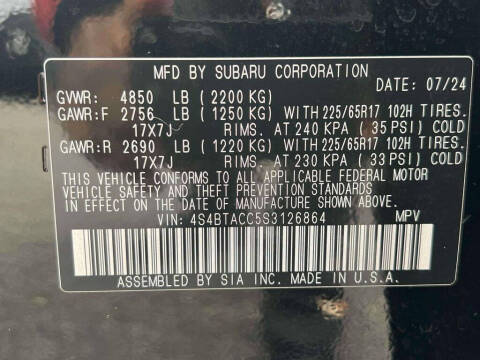 MFD BY SUBARU CORPORATION
DATE: 07/24
GVWR: 4850 LB (2200 KG)
GAWR:F 2756 LB (1250 KG) WITH 225/65R17 102H TIRES.
17X7J RIMS. AT 240 KPA (35 PSI) COLD
GAWR:R 2690 LB (1220 KG) WITH 225/65R17 102H TIRES.
17X7J RIMS. AT 230 KPA (33 PSI) COLD
THIS VEHICLE CONFORMS TO ALL APPLICABLE FEDERAL MOTOR
VEHICLE SAFETY AND THEFT PREVENTION STANDARDS
IN EFFECT ON THE DATE OF MANUFACTURE SHOWN ABOVE.
VIN: 4S4BTACC5S3126864 MPV
ASSEMBLED BY SIA INC. MADE IN U.S.A.